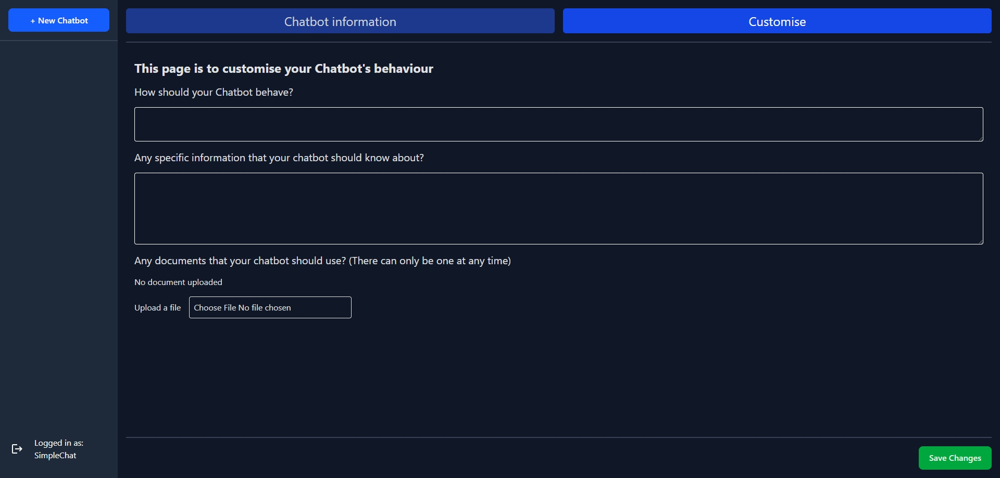 + New Chatbot
Chatbot information
Customise
This page is to customise your Chatbot's behaviour
How should your Chatbot behave?
Any specific information that your chatbot should know about?
Any documents that your chatbot should use? (There can only be one at any time)
No document uploaded
Upload a file
Choose File No file chosen
Logged in as:
SimpleChat
Save Changes